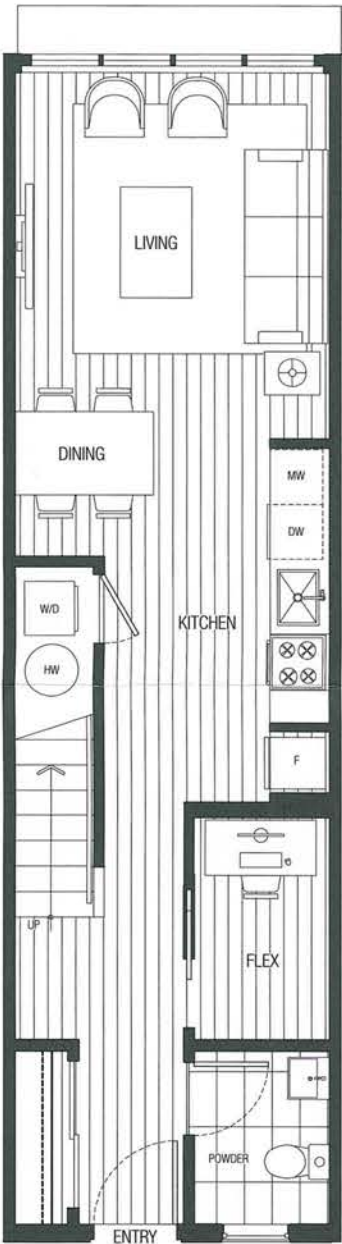 LIVING
DINING
MW
DW
W/D
KITCHEN
HW
F
UP
FLEX
POWDER
ENTRY